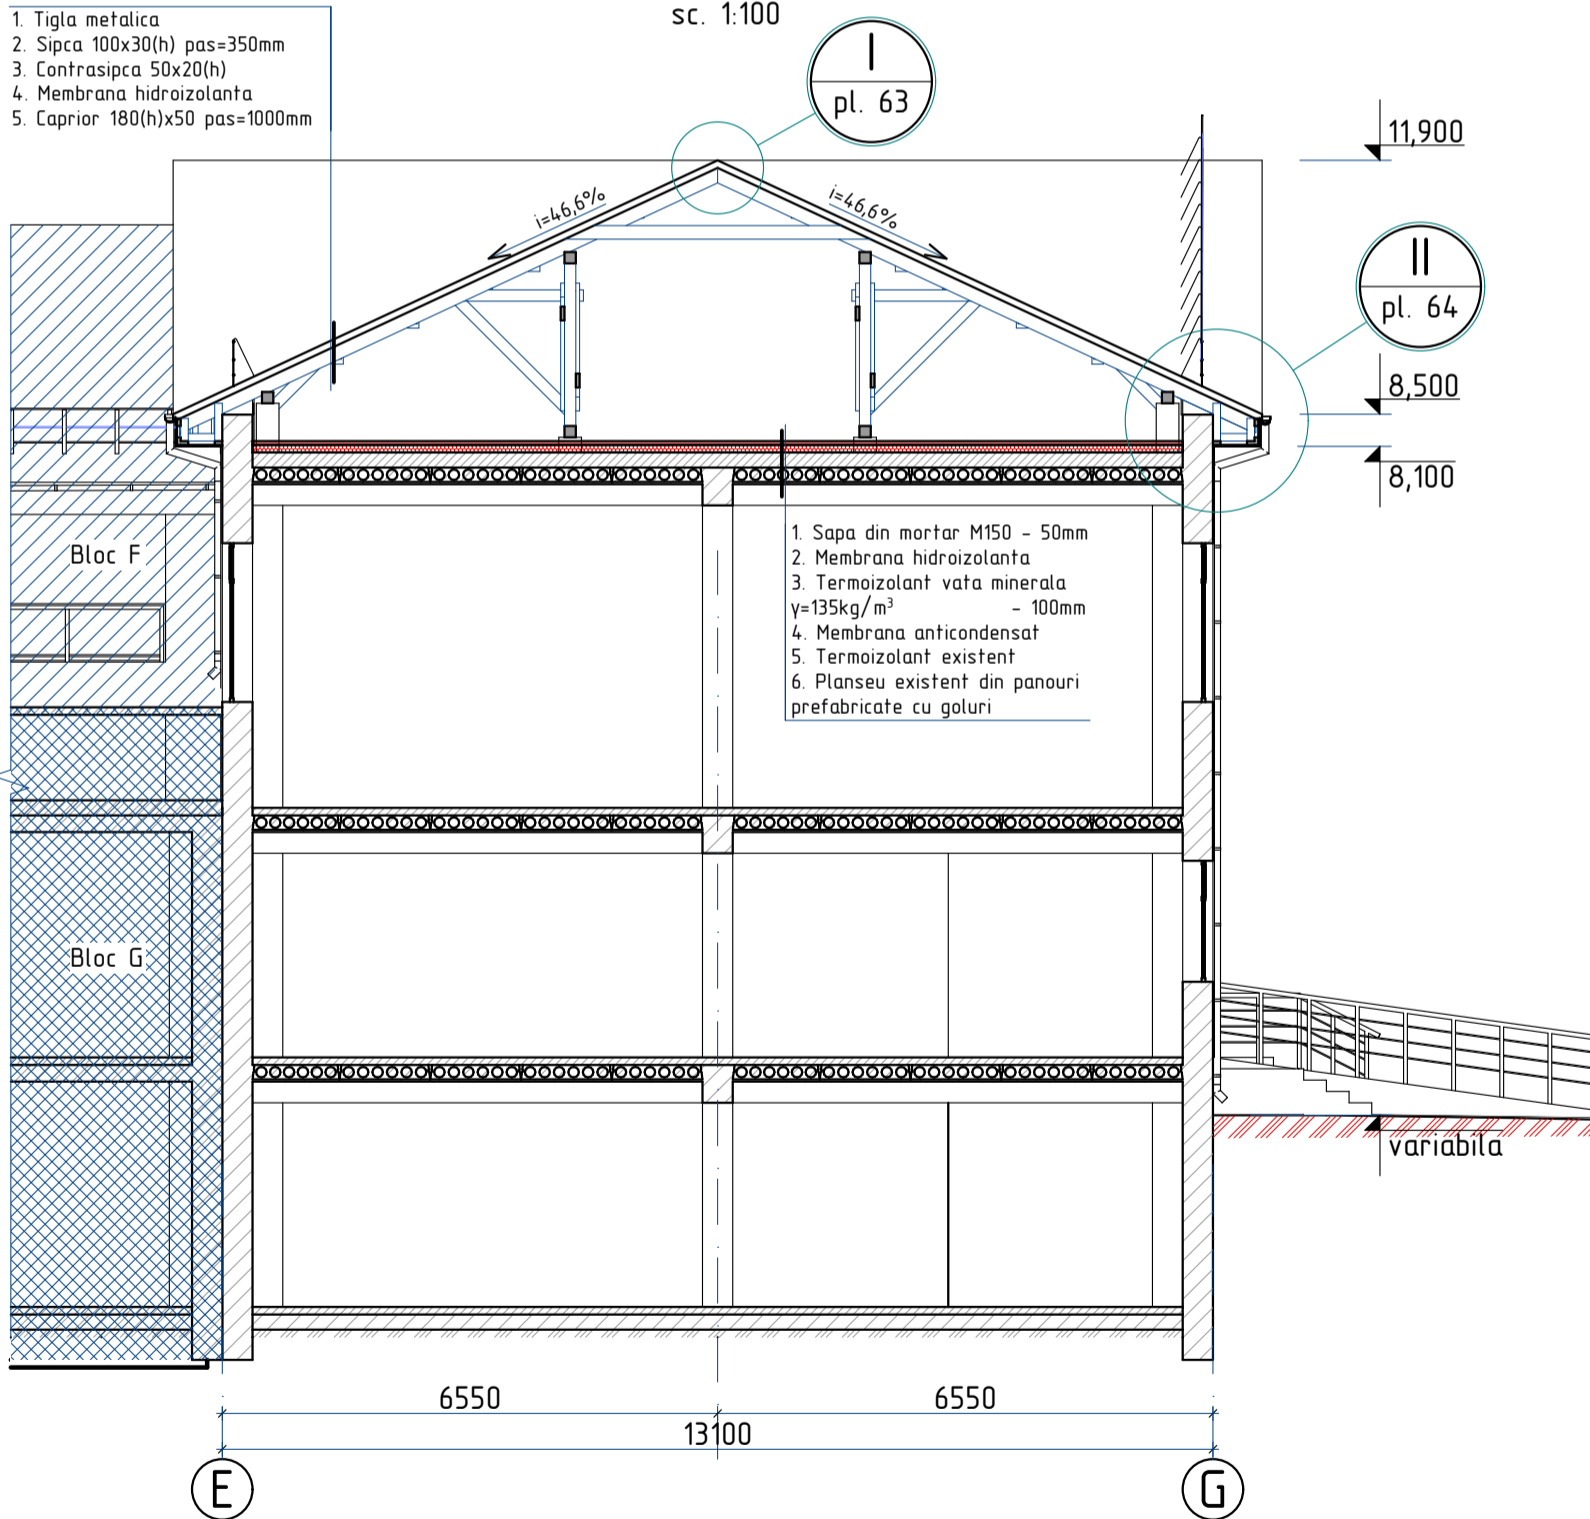 sc. 1:100
1. Tigla metalica
2. Sipca 100x30(h) pas=350mm
3. Contrasipca 50x20(h)
4. Membrana hidroizolanta
5. Caprior 180(h)x50 pas=1000mm
I
pl. 63
11,900
i=46,6%
i=46,6%
II
pl. 64
8,500
8,100
Bloc F
1. Sapa din mortar M150 - 50mm
2. Membrana hidroizolanta
3. Termoizolant vata minerala
γ=135kg/m³ - 100mm
4. Membrana anticondensat
5. Termoizolant existent
6. Planseu existent din panouri
prefabricate cu goluri
Bloc G
variabila
6550
6550
13100
E
G